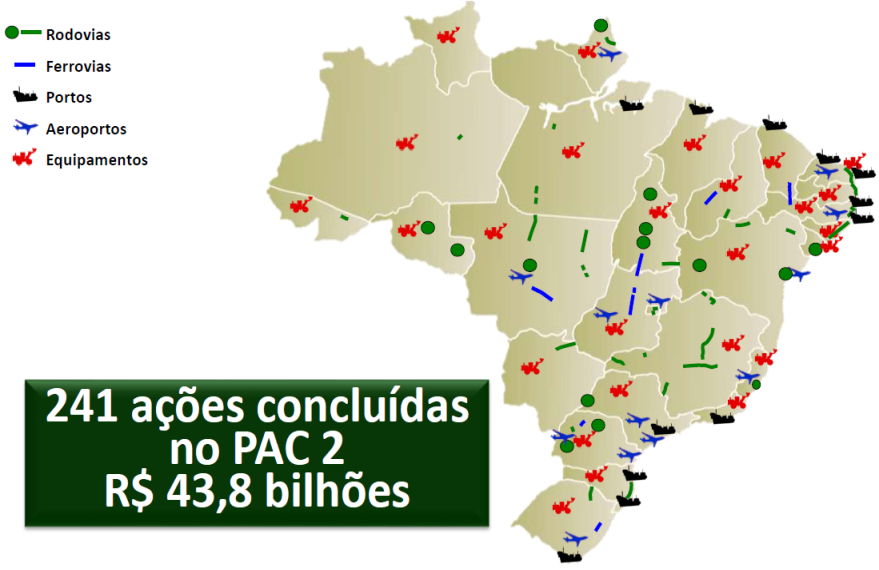 Rodovias
Ferrovias
Portos
Aeroportos
Equipamentos
241 ações concluídas
no PAC 2
R$ 43,8 bilhões